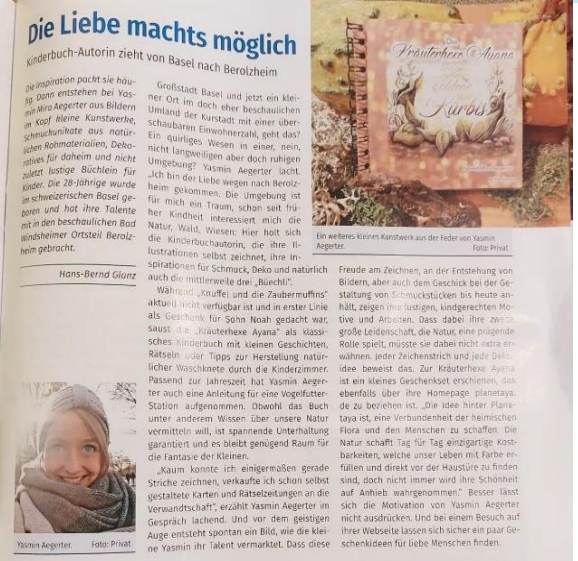 Die Liebe machts möglich
Kinderbuch-Autorin zieht von Basel nach Berolzheim
Die Inspiration packt sie häu-
fig. Dann entstehen bei Yas-
min Mira Aegerter aus Bildern
im Kopf kleine Kunstwerke,
Schmuckunikate aus natür-
lichen Rohmaterialien, Deko-
ratives für daheim und nicht
zuletzt lustige Büchlein für
Kinder. Die 28-Jährige wurde
im schweizerischen Basel ge-
boren und hat ihre Talente
mit in den beschaulichen Bad
Windsheimer Ortsteil Berolz-
heim gebracht.
Hans-Bernd Glanz
Yasmin Aegerter. Foto: Privat
Großstadt Basel und jetzt ein klei-
ner Ort im doch eher beschaulichen
Umland der Kurstadt mit einer über-
schaubaren Einwohnerzahl, geht das?
Ein quirliges Wesen in einer, nein,
nicht langweiligen aber doch ruhigen
Umgebung? Yasmin Aegerter lacht.
„Ich bin der Liebe wegen nach Berolz-
heim gekommen. Die Umgebung ist
für mich ein Traum, schon seit frü-
her Kindheit interessiert mich die
Natur, Wald, Wiesen. Hier holt sich
die Kinderbuchautorin, die ihre Il-
lustrationen selbst zeichnet, ihre In-
spirationen für Schmuck, Deko und natürlich
auch die mittlerweile drei „Büechli“.
Während „Knuffel und die Zaubermuffins“
aktuell nicht verfügbar ist und in erster Linie
als Geschenk für Sohn Noah gedacht war,
saust die „Kräuterhexe Ayana“ als klassi-
sches Kinderbuch mit kleinen Geschichten,
Rätseln oder Tipps zur Herstellung natür-
licher Waschknete durch die Kinderzimmer.
Passend zur Jahreszeit hat Yasmin Aeger-
ter auch eine Anleitung für eine Vogelfutter-
Station aufgenommen. Obwohl das Buch
unter anderem Wissen über unsere Natur
vermitteln will, ist spannende Unterhaltung
garantiert und es bleibt genügend Raum für
die Fantasie der Kleinen.
„Kaum konnte ich einigermaßen gerade
Striche zeichnen, verkaufte ich schon selbst
gestaltete Karten und Rätselzeitungen an die
Verwandtschaft“, erzählt Yasmin Aegerter im
Gespräch lachend. Und vor dem geistigen
Auge entsteht spontan ein Bild, wie die klei-
ne Yasmin ihr Talent vermarktet. Dass diese
Kräuterhexe Ayana
Kürbis
Ein weiteres kleines Kunstwerk aus der Feder von Yasmin
Aegerter. Foto: Privat
Freude am Zeichnen, an der Entstehung von
Bildern, aber auch dem Geschick bei der Ge-
staltung von Schmuckstücken bis heute an-
hält, zeigen ihre lustigen, kindgerechten Mo-
tive und Arbeiten. Dass dabei ihre zweite
große Leidenschaft, die Natur, eine prägende
Rolle spielt, müsste sie dabei nicht extra er-
wähnen. Jeder Zeichenstrich und jede Deko-
idee beweist das. Zur Kräuterhexe Ayana
ist ein kleines Geschenkset erschienen, das
ebenfalls über ihre Homepage planetaya.
de zu beziehen ist. „Die Idee hinter Plane-
taya ist, eine Verbundenheit der heimischen
Flora und den Menschen zu schaffen. Die
Natur schafft Tag für Tag einzigartige Kost-
barkeiten, welche unser Leben mit Farbe er-
füllen und direkt vor der Haustüre zu finden
sind, doch nicht immer wird ihre Schönheit
auf Anhieb wahrgenommen.“ Besser lässt
sich die Motivation von Yasmin Aegerter
nicht ausdrücken. Und bei einem Besuch auf
ihrer Webseite lassen sich sicher ein paar Ge-
schenkideen für liebe Menschen finden.